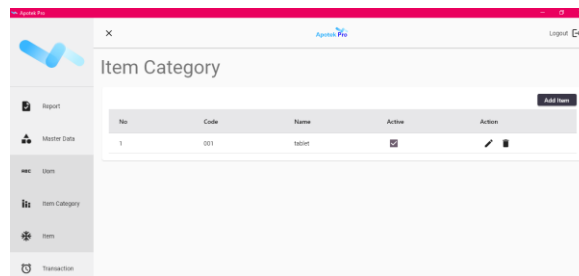 Apotek Pro
Apotek Pro
Logout
Item Category
Report
Add Item
No Code Name Active Action
Master Data
1 001 tablet
Uom
Item Category
Item
Transaction